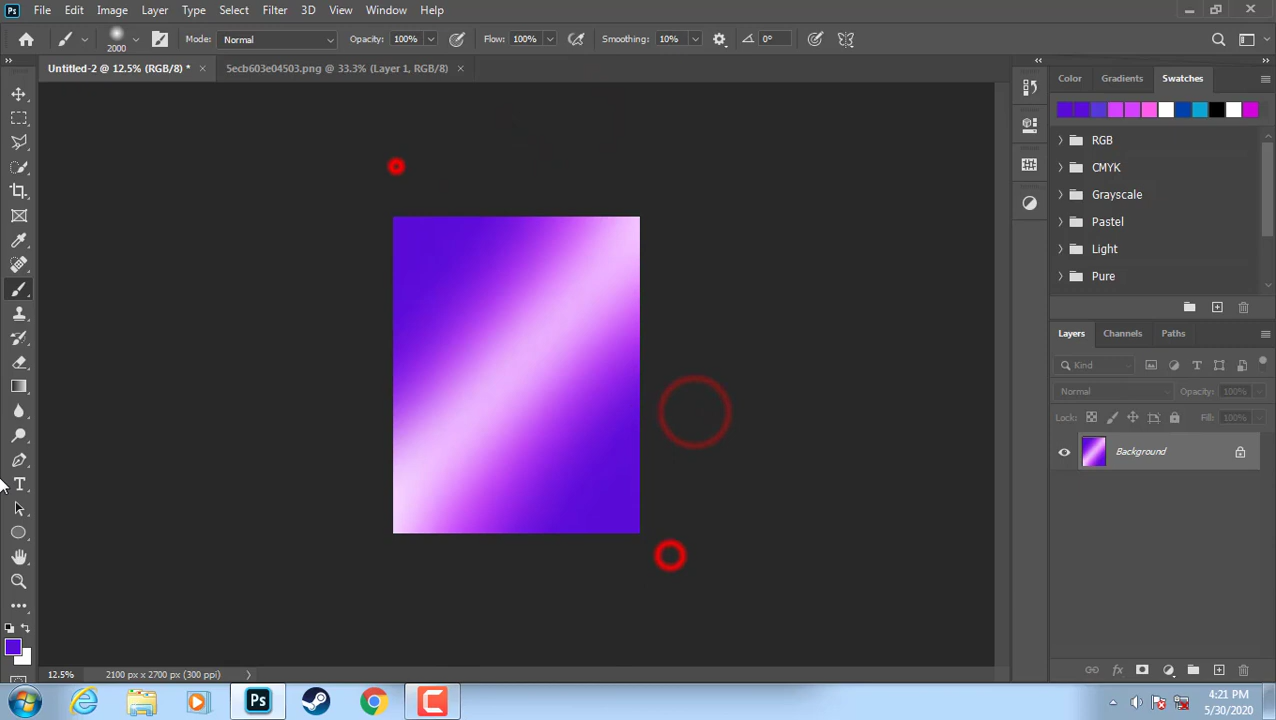 Ps File Edit Image Layer Type Select Filter 3D View Window Help
2000 Mode: Normal Opacity: 100% Flow: 100% Smoothing: 10% 0°
Untitled-2 @ 12.5% (RGB/8) * × 5ecb603e04503.png @ 33.3% (Layer 1, RGB/8) ×
Color Gradients Swatches
RGB
CMYK
Grayscale
Pastel
Light
Pure
Layers Channels Paths
Kind
Normal Opacity: 100%
Lock: Fill: 100%
Background
T
12.5% 2100 px x 2700 px (300 ppi)
Ps
4:21 PM
5/30/2020